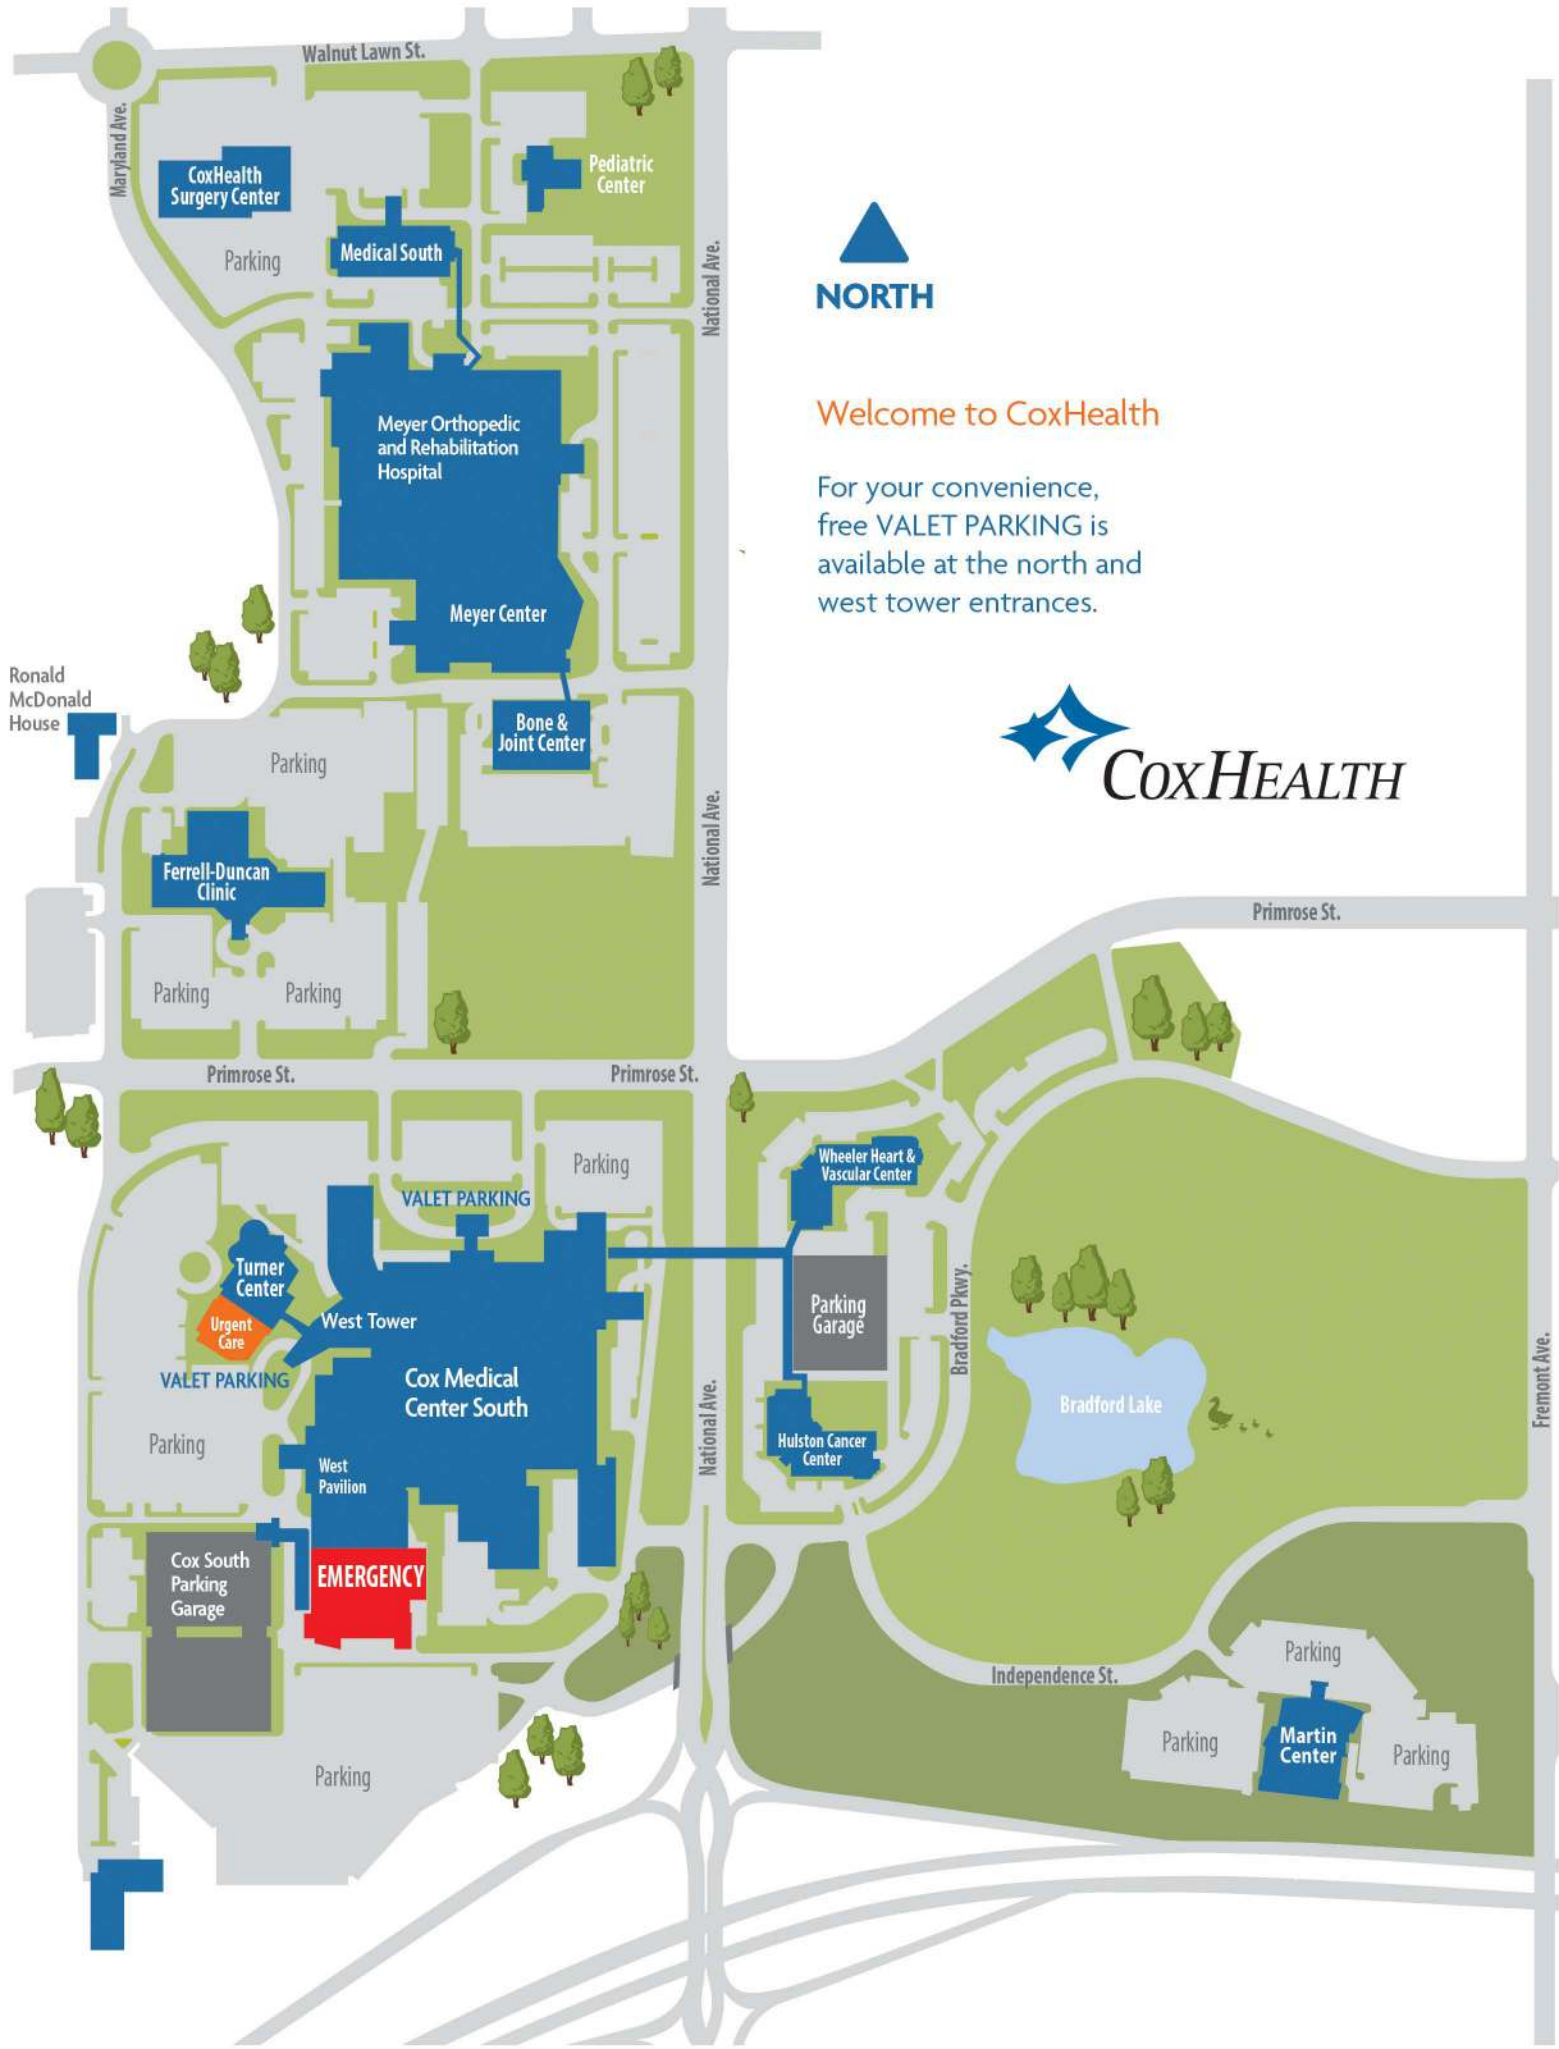 Walnut Lawn St.
Maryland Ave.
CoxHealth
Surgery Center
Pediatric
Center
Medical South
Parking
National Ave.
NORTH
Welcome to CoxHealth
For your convenience,
free VALET PARKING is
available at the north and
west tower entrances.
Meyer Orthopedic
and Rehabilitation
Hospital
Meyer Center
Ronald
McDonald
House
Bone &
Joint Center
Parking
COXHEALTH
National Ave.
Ferrell-Duncan
Clinic
Primrose St.
Parking
Parking
Primrose St.
Primrose St.
Parking
Wheeler Heart &
Vascular Center
VALET PARKING
Turner
Center
Urgent
Care
West Tower
Parking
Garage
Bradford Pkwy.
VALET PARKING
Cox Medical
Center South
Bradford Lake
Fremont Ave.
National Ave.
Parking
Hulston Cancer
Center
West
Pavilion
Cox South
Parking
Garage
EMERGENCY
Independence St.
Parking
Parking
Martin
Center
Parking
Parking